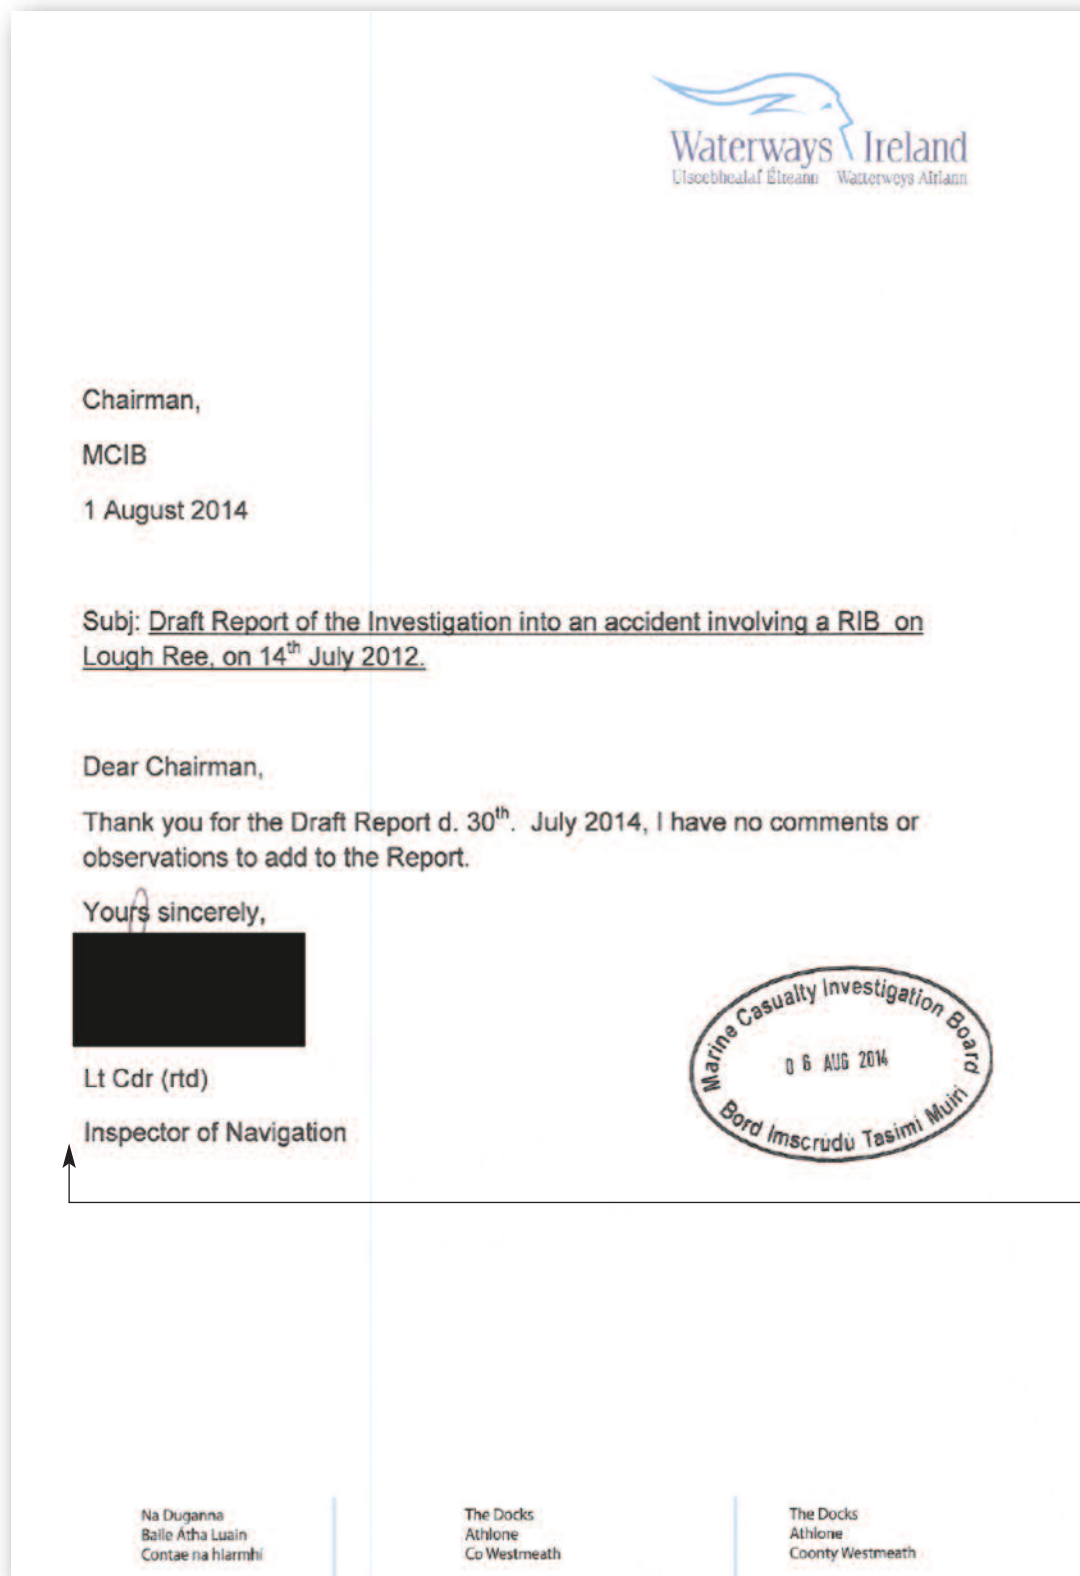 Waterways Ireland
Uiscebhealaí Éireann Watterweys Airlann
Chairman,
MCIB
1 August 2014
Subj: Draft Report of the Investigation into an accident involving a RIB on
Lough Ree, on 14th July 2012.
Dear Chairman,
Thank you for the Draft Report d. 30th. July 2014, I have no comments or
observations to add to the Report.
Yours sincerely,
Lt Cdr (rtd)
Inspector of Navigation
Marine Casualty Investigation Board
06 AUG 2014
Bord Imscrúdú Taismí Muirí
Na Duganna
Baile Átha Luain
Contae na hIarmhí
The Docks
Athlone
Co Westmeath
The Docks
Athlone
Coonty Westmeath